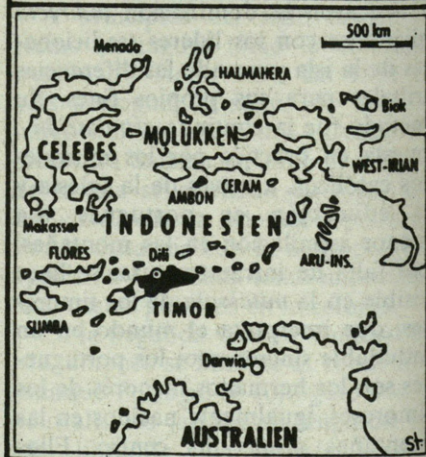 500 km
Menado
HALMAHERA
Biak
MOLUKKEN
CELEBES
WEST-IRIAN
CERAM
AMBON
INDONESIEN
Makasser
FLORES
Dili
ARU-INS.
TIMOR
SUMBA
Darwin
AUSTRALIEN
St